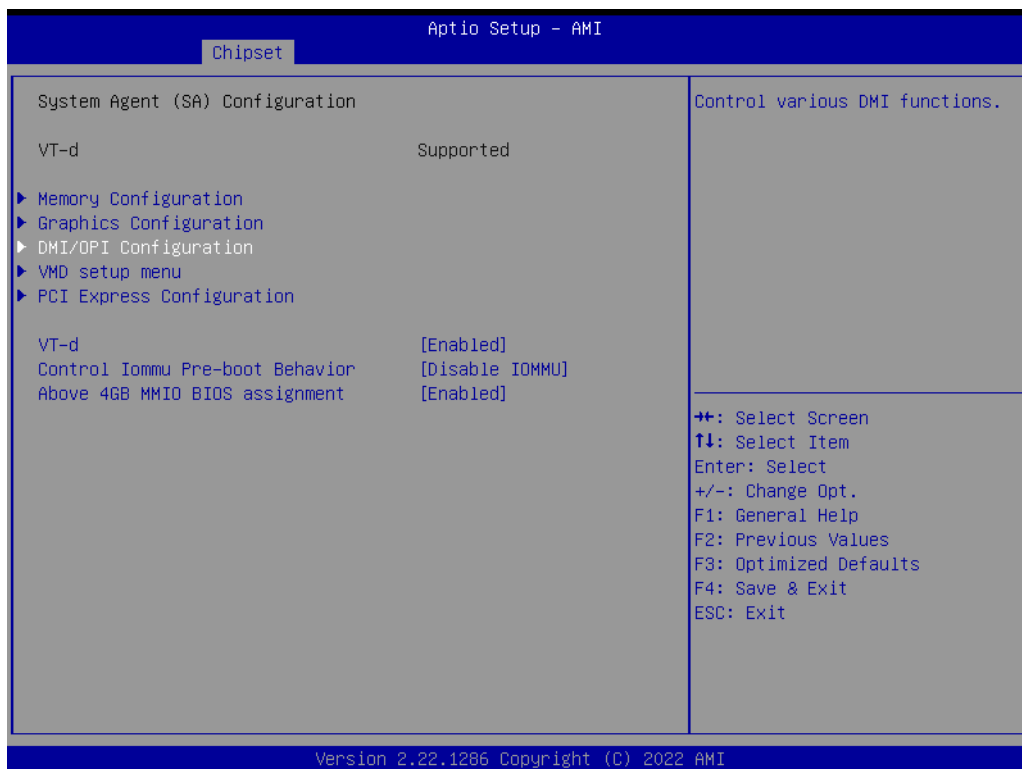 Aptio Setup – AMI
Chipset
System Agent (SA) Configuration
Control various DMI functions.
VT-d Supported
Memory Configuration
Graphics Configuration
DMI/OPI Configuration
VMD setup menu
PCI Express Configuration
VT-d [Enabled]
Control Iommu Pre-boot Behavior [Disable IOMMU]
Above 4GB MMIO BIOS assignment [Enabled]
→←: Select Screen
↑↓: Select Item
Enter: Select
+/-: Change Opt.
F1: General Help
F2: Previous Values
F3: Optimized Defaults
F4: Save & Exit
ESC: Exit
Version 2.22.1286 Copyright (C) 2022 AMI